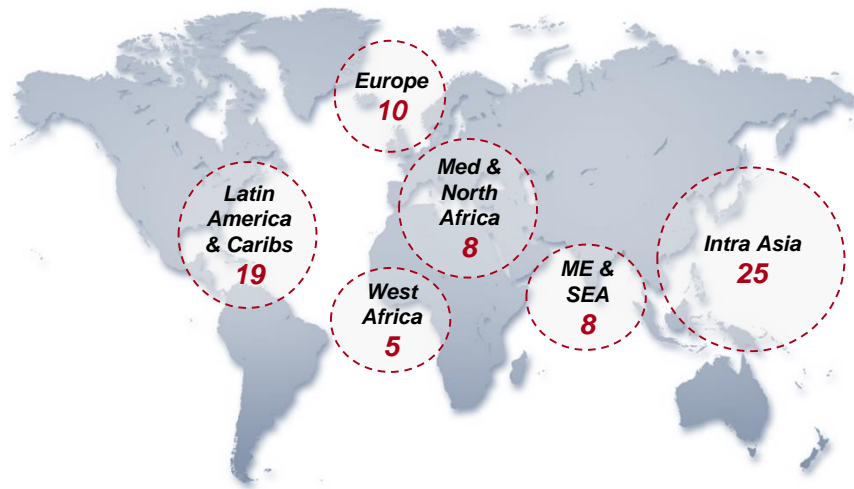 Europe
10
Med &
North
Africa
8
Latin
America
& Caribs
19
Intra Asia
25
ME &
SEA
8
West
Africa
5